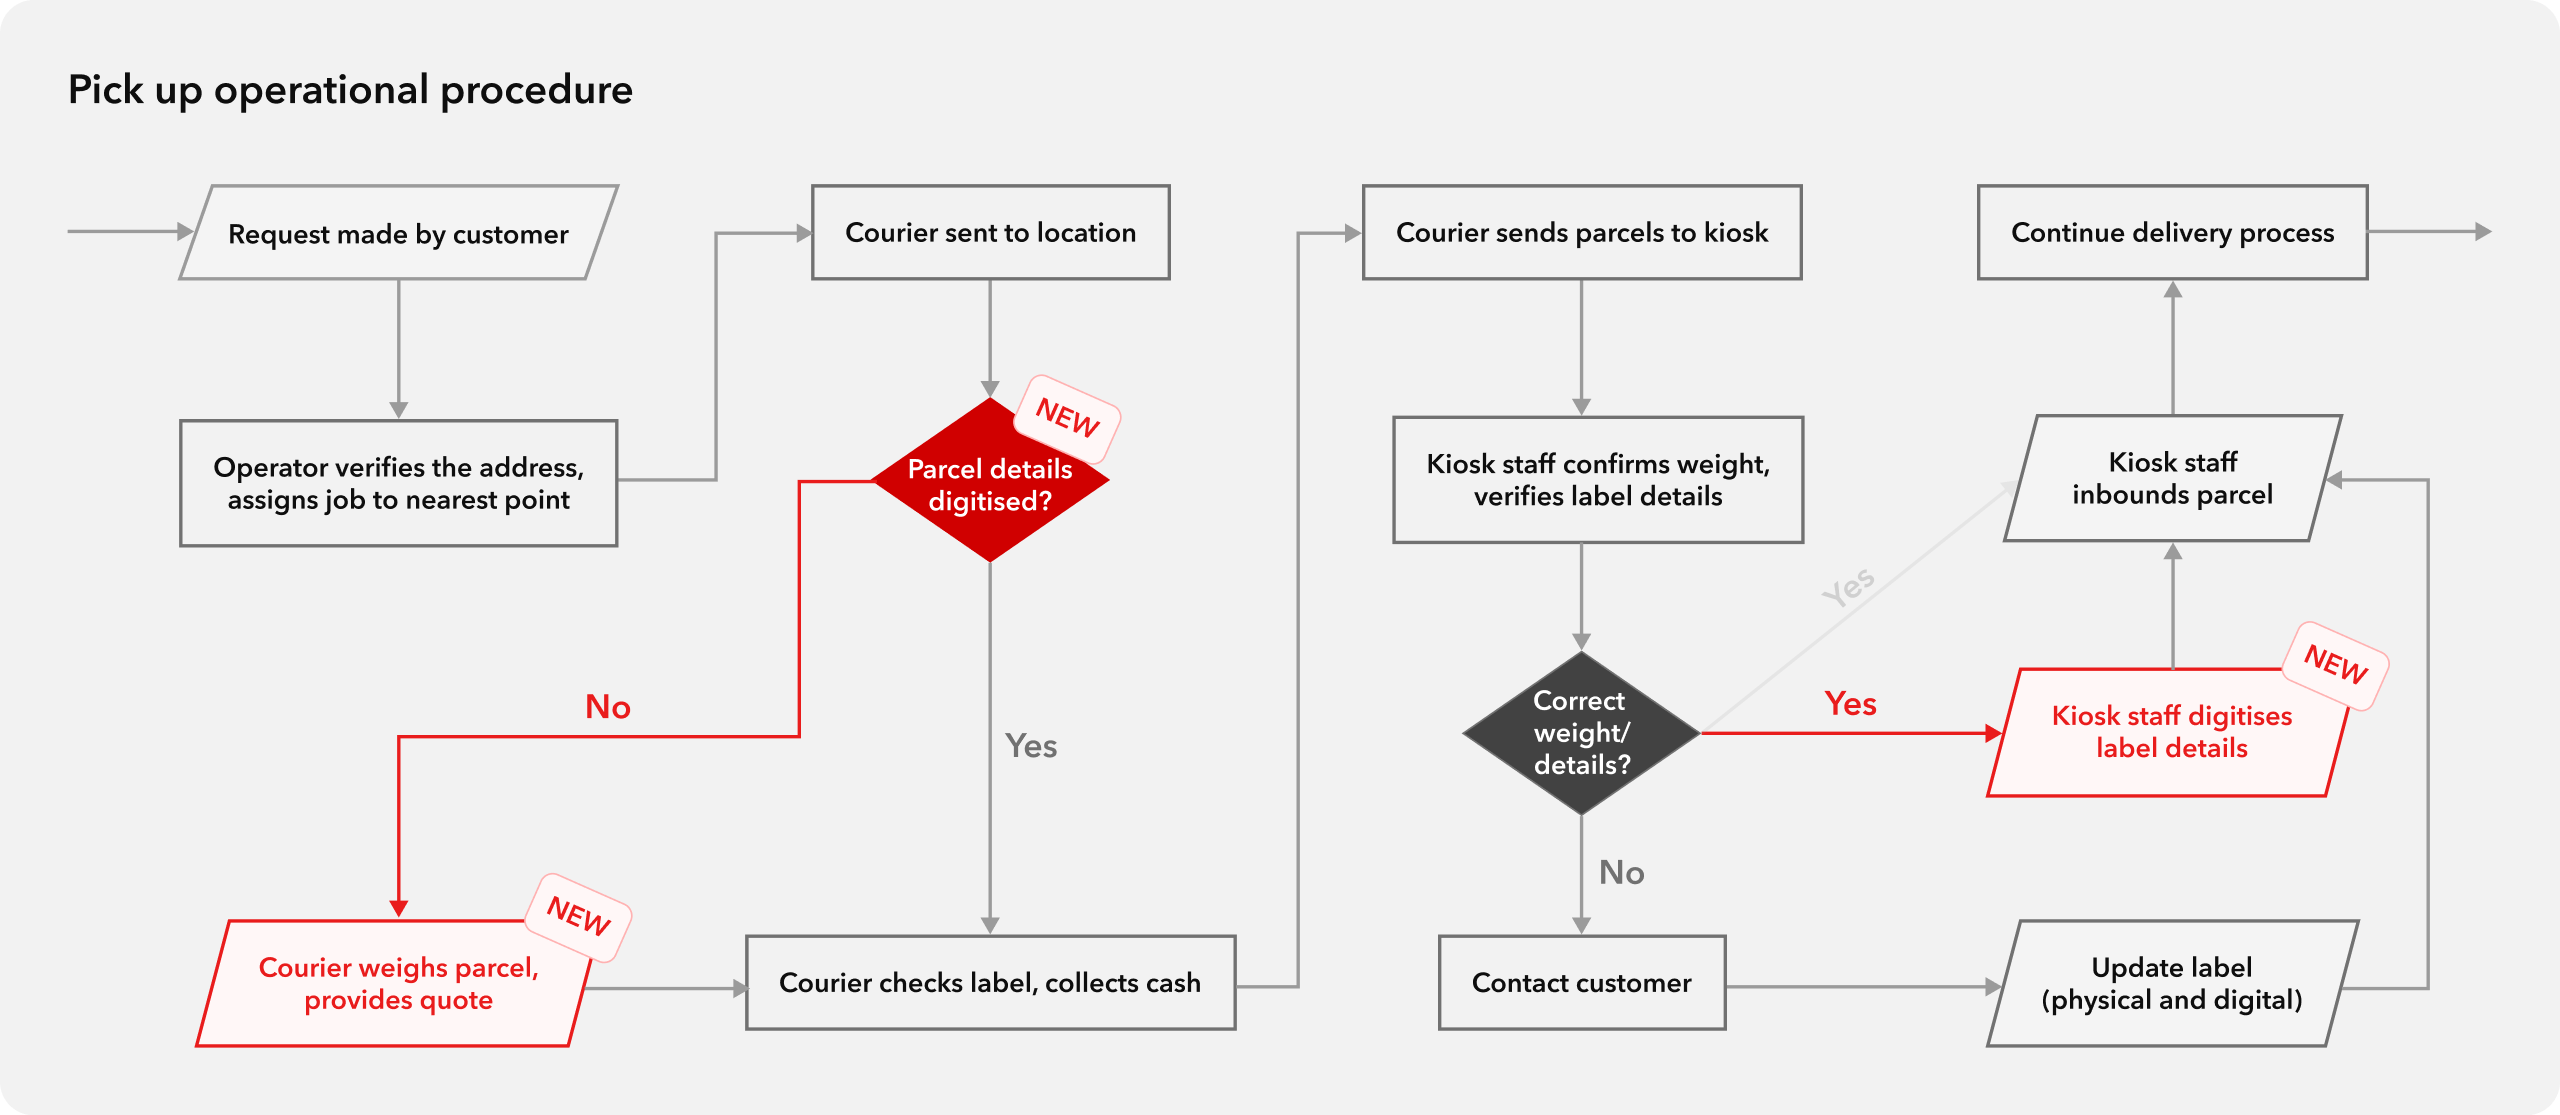 Pick up operational procedure
Request made by customer
Operator verifies the address,
assigns job to nearest point
Courier sent to location
NEW
Parcel details
digitised?
No
Yes
NEW
Courier weighs parcel,
provides quote
Courier checks label, collects cash
Courier sends parcels to kiosk
Kiosk staff confirms weight,
verifies label details
Correct
weight/
details?
Yes
Yes
No
Contact customer
Update label
(physical and digital)
NEW
Kiosk staff digitises
label details
Kiosk staff
inbounds parcel
Continue delivery process